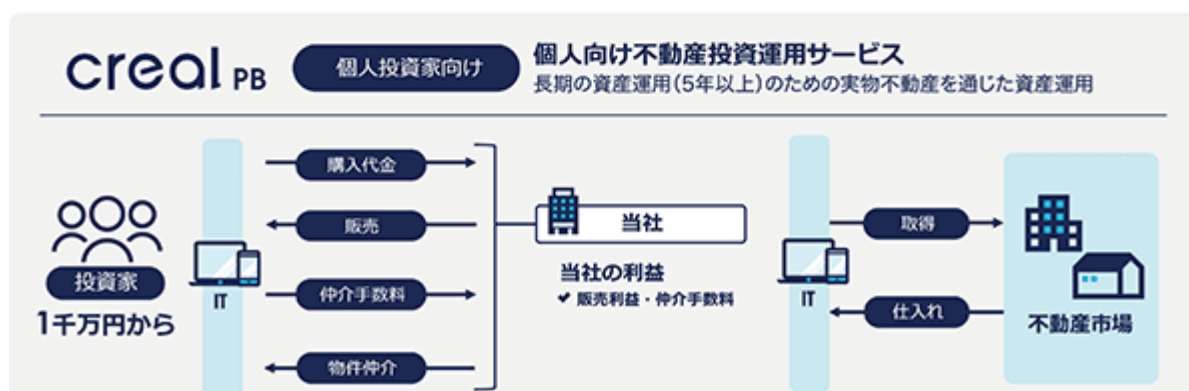 creal PB
個人投資家向け
個人向け不動産投資運用サービス
長期の資産運用(5年以上)のための実物不動産を通じた資産運用
購入代金
販売
仲介手数料
物件仲介
投資家
1千万円から
IT
当社
当社の利益
✔ 販売利益・仲介手数料
IT
取得
仕入れ
不動産市場